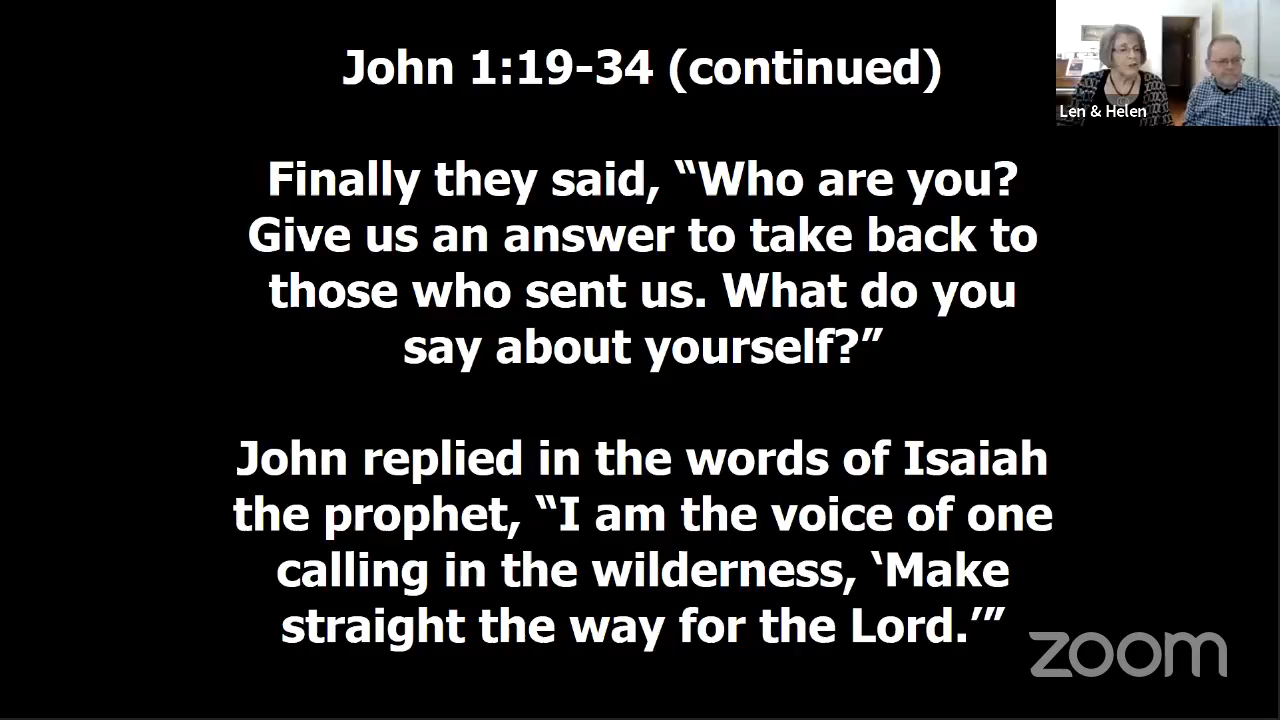 John 1:19-34 (continued)
Len & Helen
Finally they said, “Who are you?
Give us an answer to take back to
those who sent us. What do you
say about yourself?”
John replied in the words of Isaiah
the prophet, “I am the voice of one
calling in the wilderness, ‘Make
straight the way for the Lord.’”
zoom